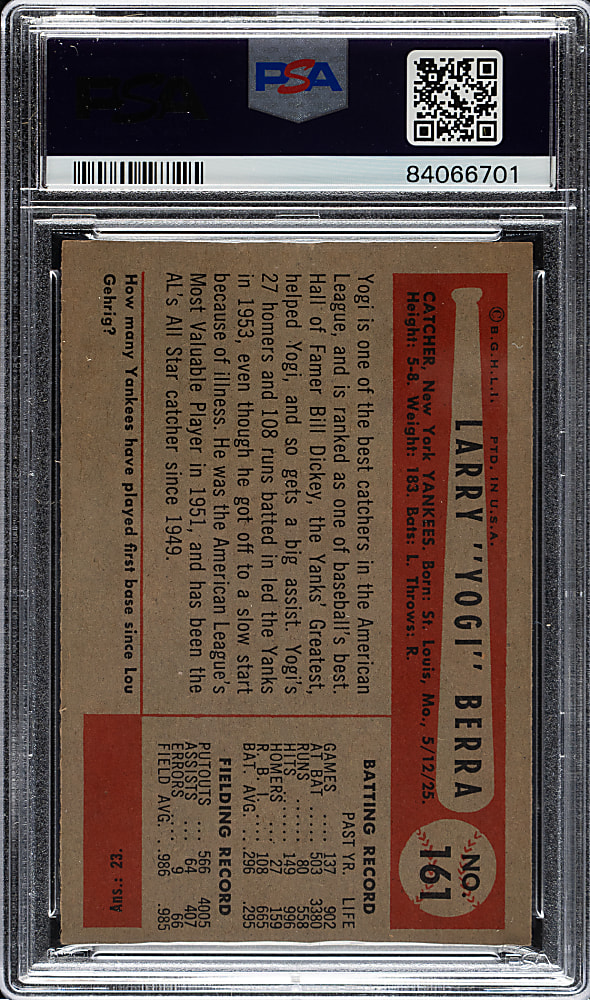 PSA
PSA
84066701
© B.G.H.L.I. PTD. IN U.S.A.
LARRY "YOGI" BERRA
NO.
161
CATCHER, New York YANKEES. Born: St. Louis, Mo., 5/12/25.
Height: 5-8. Weight: 183. Bats: L. Throws: R.
Yogi is one of the best catchers in the American
League, and is ranked as one of baseball's best.
Hall of Famer Bill Dickey, the Yanks' Greatest,
helped Yogi, and so gets a big assist. Yogi's
27 homers and 108 runs batted in led the Yanks
in 1953, even though he got off to a slow start
because of illness. He was the American League's
Most Valuable Player in 1951, and has been the
AL's All Star catcher since 1949.
BATTING RECORD
PAST YR. LIFE
GAMES ..... 137 902
AT BAT .... 503 3380
RUNS ...... 80 558
HITS ...... 149 996
HOMERS .... 27 159
R. B. I. .... 108 665
BAT. AVG. .. .296 .295
FIELDING RECORD
PUTOUTS ... 566 4005
ASSISTS ... 64 407
ERRORS .... 9 66
FIELD AVG. . .986 .985
How many Yankees have played first base since Lou
Gehrig?
Ans.: 23.
PSA